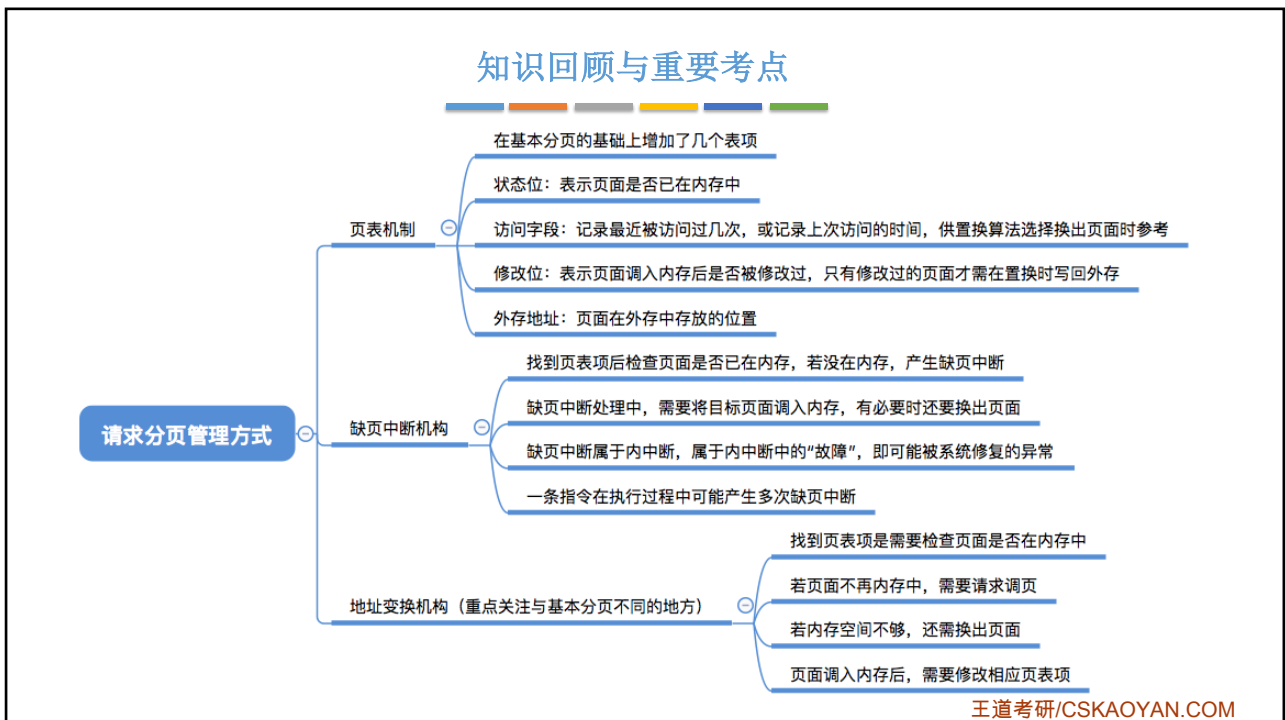 知识回顾与重要考点
在基本分页的基础上增加了几个表项
状态位：表示页面是否已在内存中
页表机制
访问字段：记录最近被访问过几次，或记录上次访问的时间，供置换算法选择换出页面时参考
修改位：表示页面调入内存后是否被修改过，只有修改过的页面才需在置换时写回外存
外存地址：页面在外存中存放的位置
找到页表项后检查页面是否已在内存，若没在内存，产生缺页中断
缺页中断处理中，需要将目标页面调入内存，有必要时还要换出页面
请求分页管理方式
缺页中断机构
缺页中断属于内中断，属于内中断中的“故障”，即可能被系统修复的异常
一条指令在执行过程中可能产生多次缺页中断
找到页表项是需要检查页面是否在内存中
若页面不再内存中，需要请求调页
地址变换机构（重点关注与基本分页不同的地方）
若内存空间不够，还需换出页面
页面调入内存后，需要修改相应页表项
王道考研/CSKAOYAN.COM